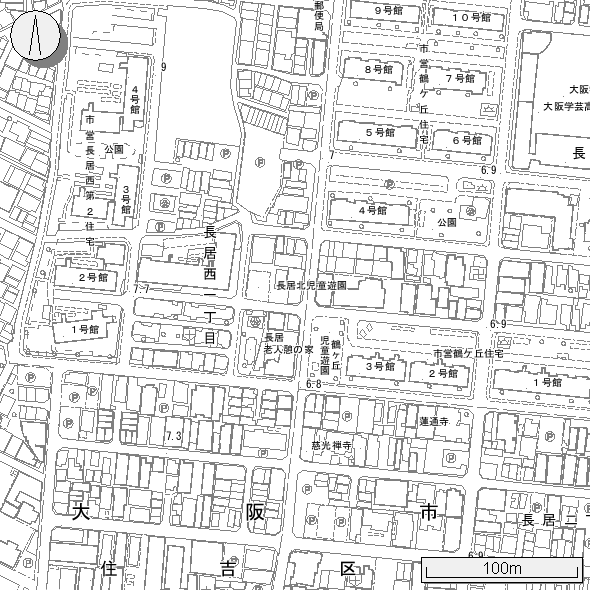 郵便局
9号館
10号館
9
市営鶴ケ丘住宅
8号館
7号館
4号館
大阪
大阪学芸高
市営長居西第2住宅
5号館
6号館
公園
長
7
6.9
3号館
4号館
公園
長居西一丁目
2号館
長居北児童遊園
7.7
6.9
1号館
長居
老人憩の家
鶴ケ丘
児童遊園
市営鶴ケ丘住宅
3号館
2号館
1号館
6.8
蓮通寺
7.3
慈光禅寺
大阪市
長居二
住吉区
6.9
100m